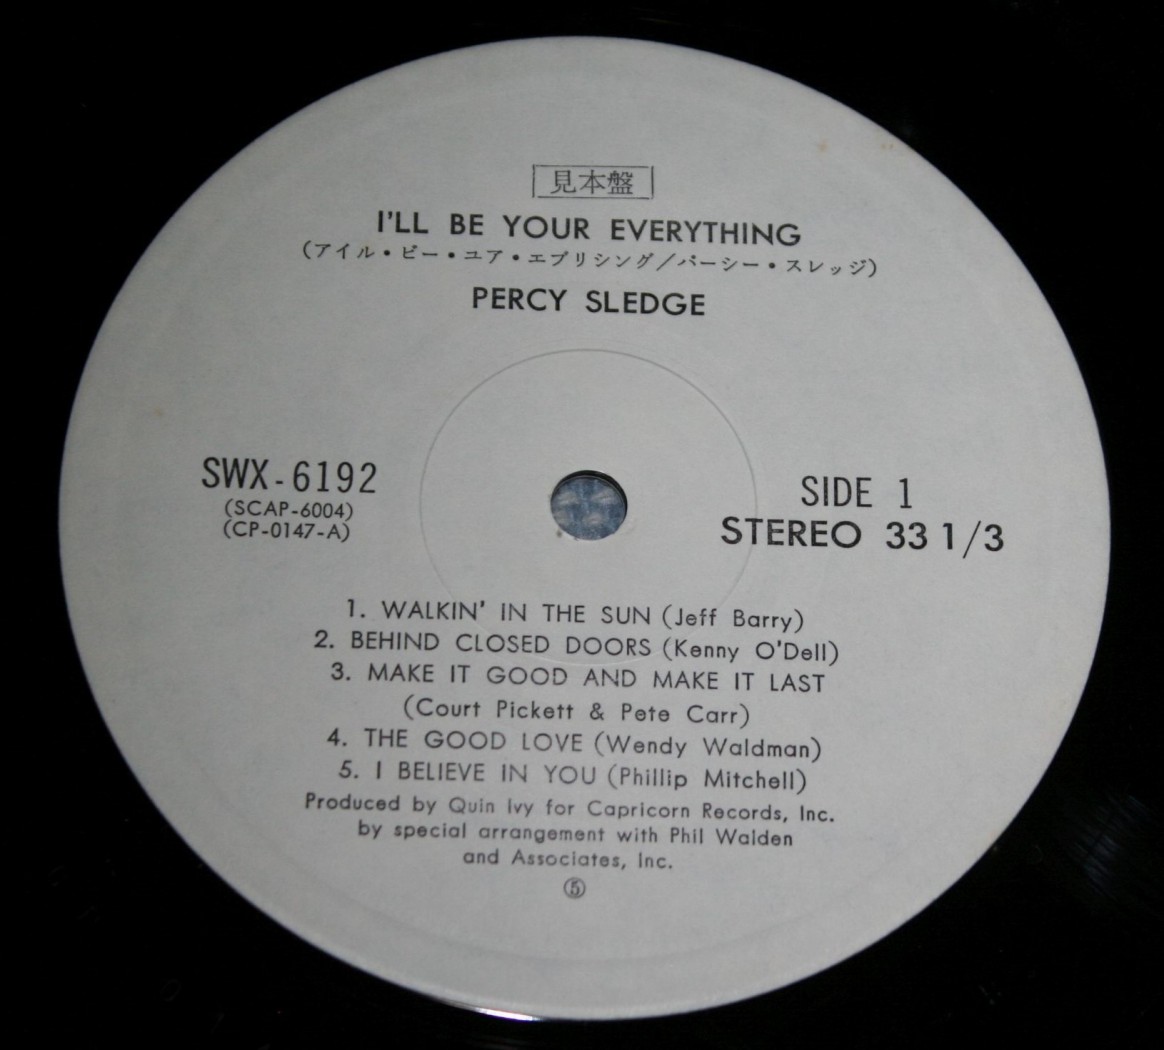 見本盤
I'LL BE YOUR EVERYTHING
(アイル・ビー・ユア・エブリシング／パーシー・スレッジ)
PERCY SLEDGE
SWX-6192
(SCAP-6004)
(CP-0147-A)
SIDE 1
STEREO 33 1/3
1. WALKIN' IN THE SUN (Jeff Barry)
2. BEHIND CLOSED DOORS (Kenny O'Dell)
3. MAKE IT GOOD AND MAKE IT LAST
(Court Pickett & Pete Carr)
4. THE GOOD LOVE (Wendy Waldman)
5. I BELIEVE IN YOU (Phillip Mitchell)
Produced by Quin Ivy for Capricorn Records, Inc.
by special arrangement with Phil Walden
and Associates, Inc.
⑤